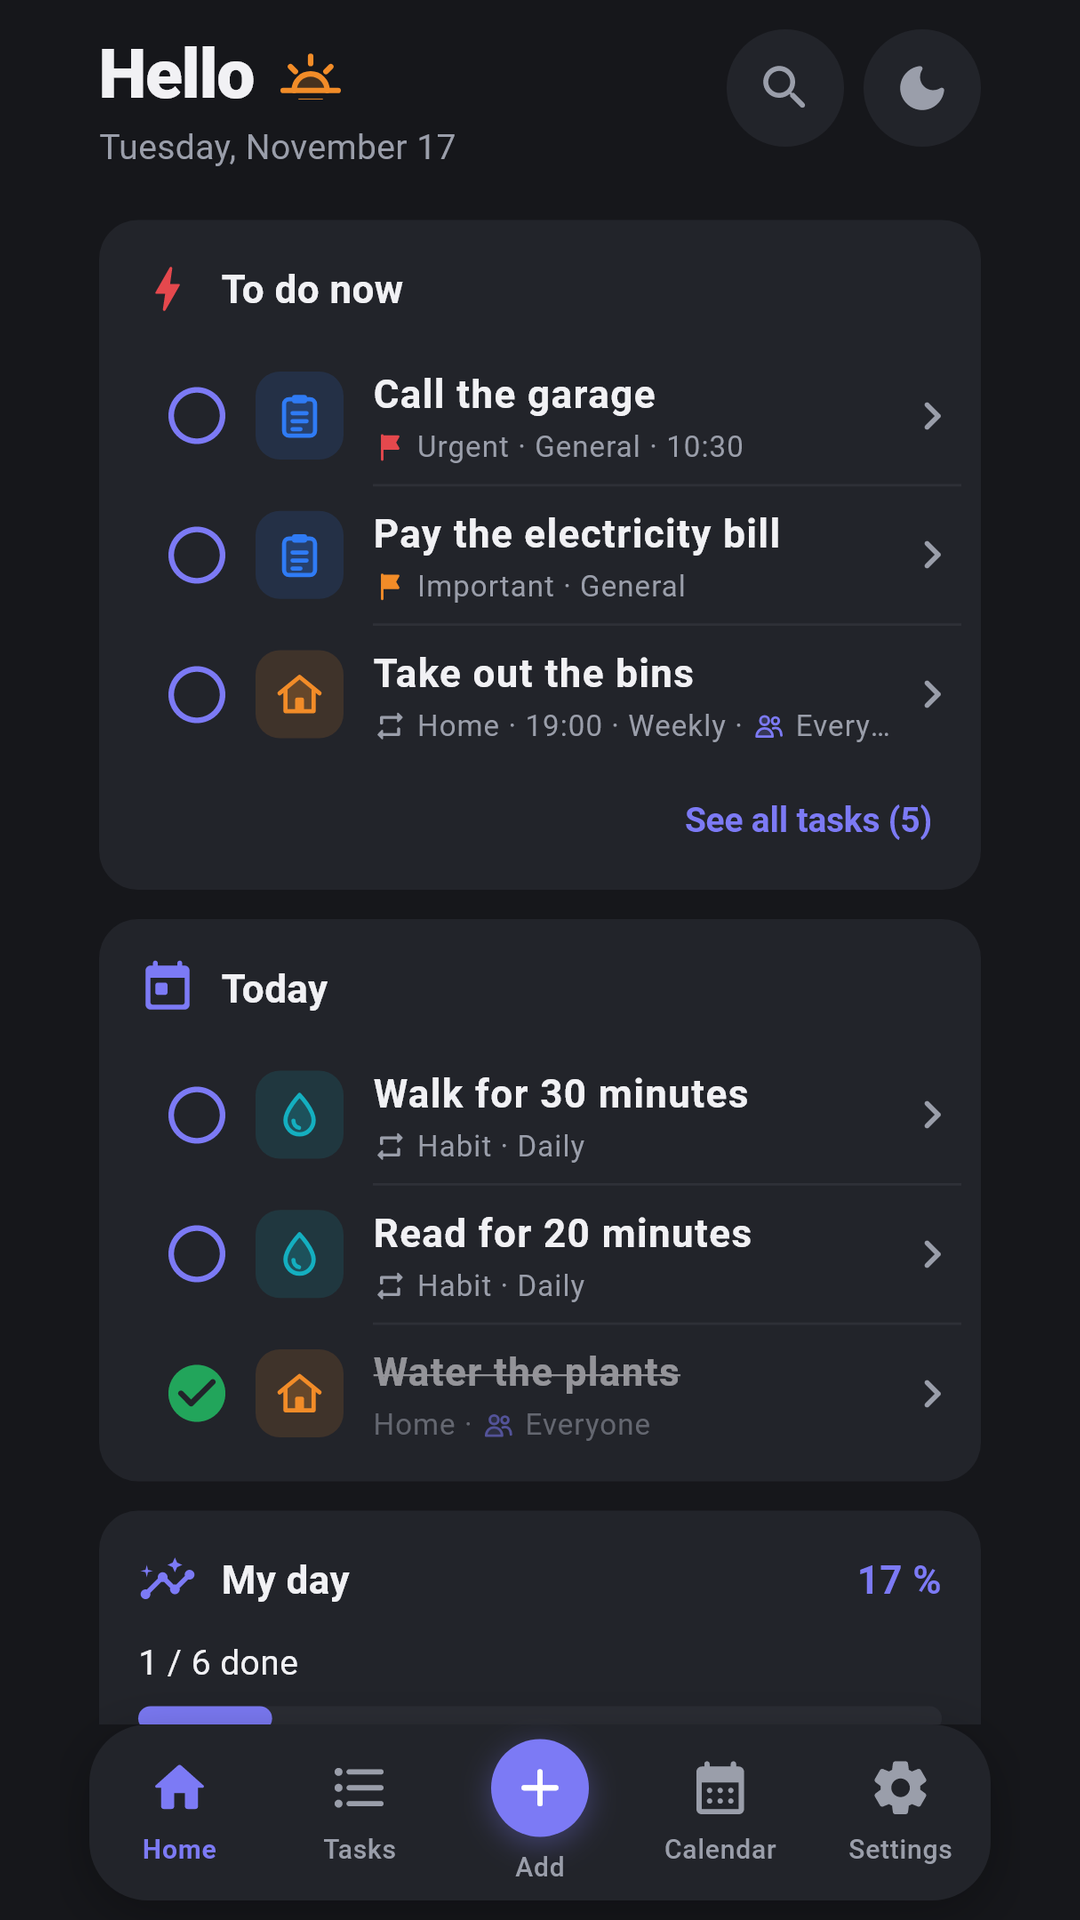 Hello
Tuesday, November 17
To do now
Call the garage
Urgent · General · 10:30
Pay the electricity bill
Important · General
Take out the bins
Home · 19:00 · Weekly · Every…
See all tasks (5)
Today
Walk for 30 minutes
Habit · Daily
Read for 20 minutes
Habit · Daily
Water the plants
Home · Everyone
My day
17 %
1 / 6 done
Home
Tasks
Add
Calendar
Settings